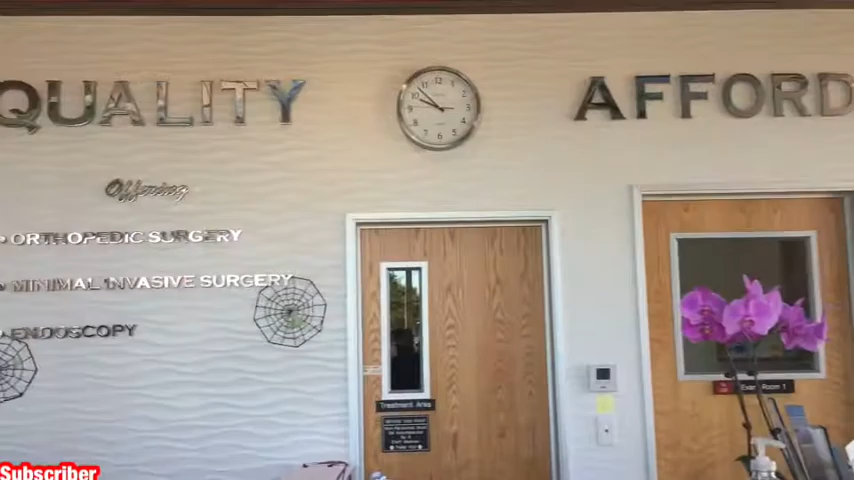 QUALITY
AFFORD
Offering
• ORTHOPEDIC SURGERY
• MINIMAL INVASIVE SURGERY
• ENDOSCOPY
Treatment Area
Exam Room 1
Subscriber